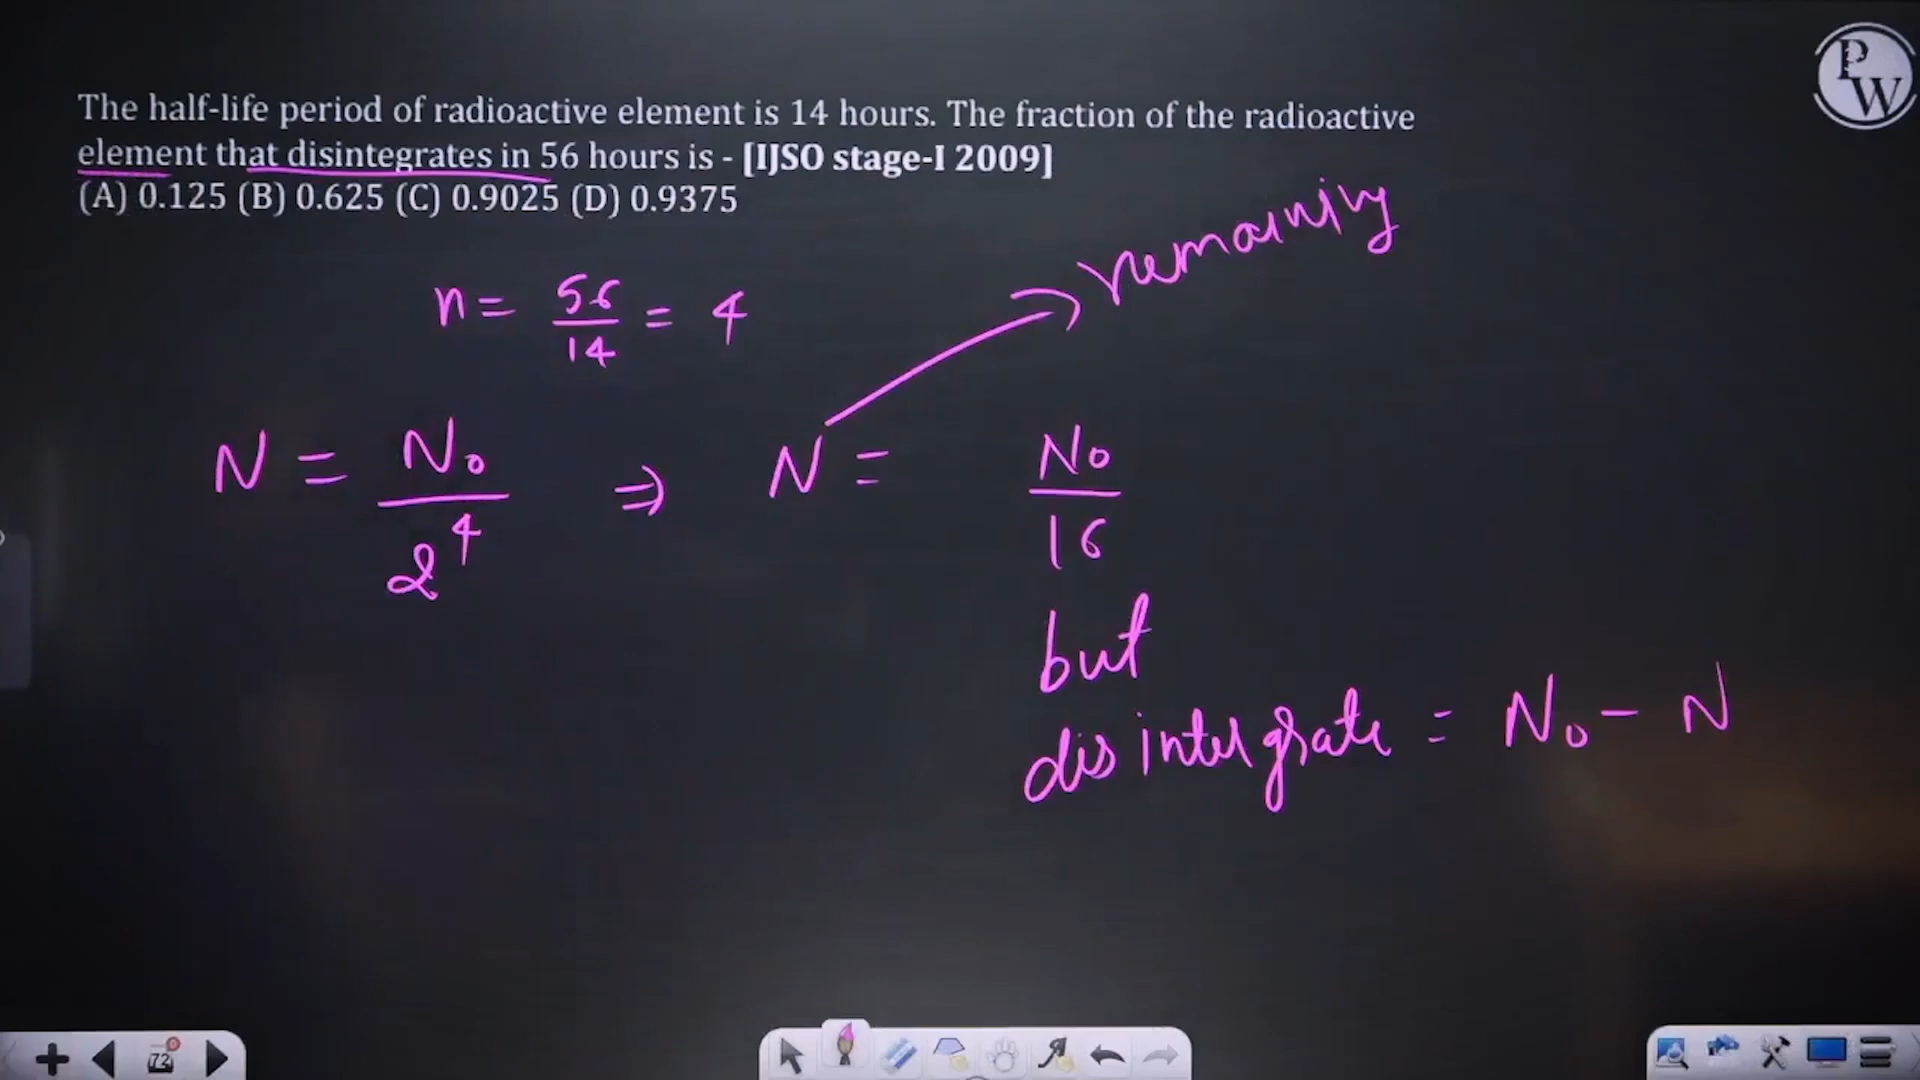 PW
The half-life period of radioactive element is 14 hours. The fraction of the radioactive
element that disintegrates in 56 hours is - [IJSO stage-I 2009]
(A) 0.125 (B) 0.625 (C) 0.9025 (D) 0.9375
remaining
n = 56/14 = 4
N = N₀/2⁴ ⇒ N = N₀/16
but
disintergrate = N₀ - N
72